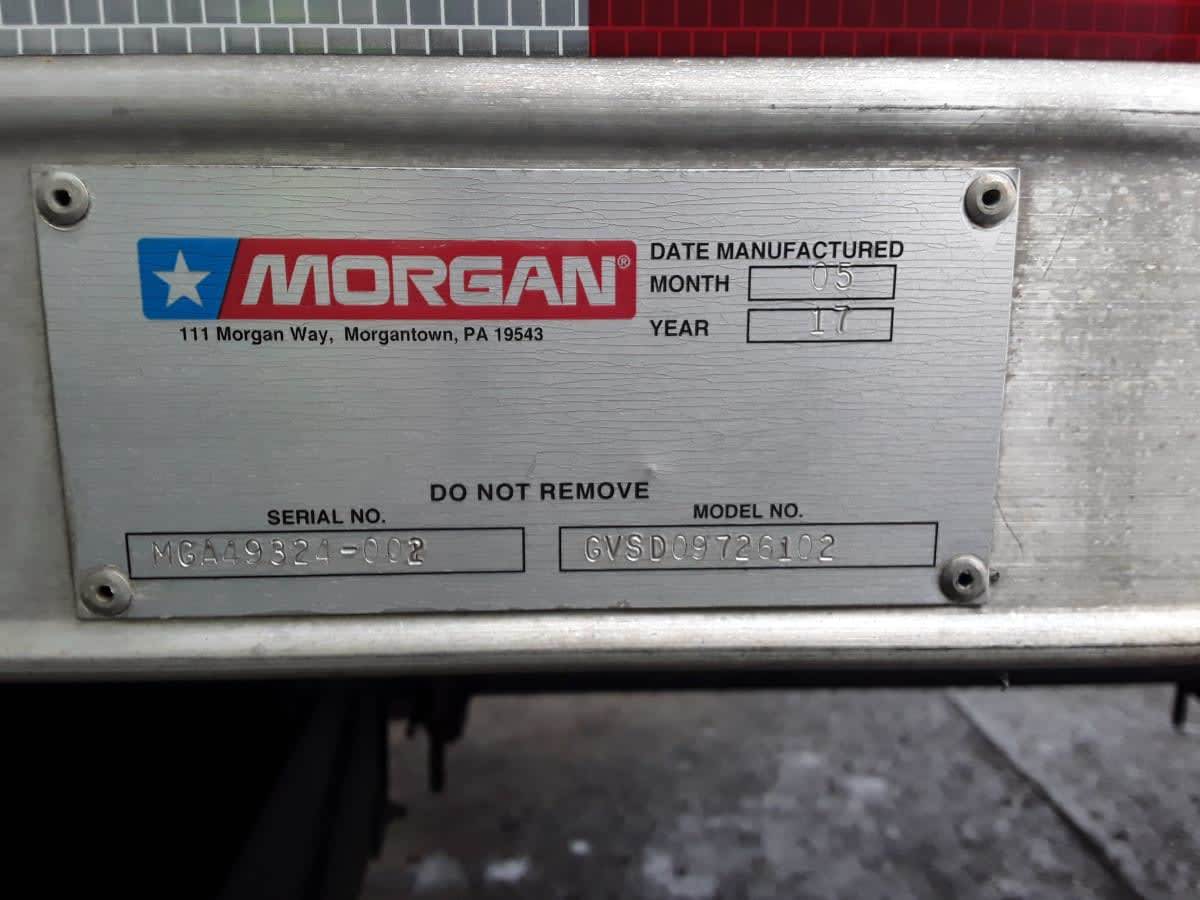 MORGAN®
111 Morgan Way, Morgantown, PA 19543
DATE MANUFACTURED
MONTH 05
YEAR 17
DO NOT REMOVE
SERIAL NO.
MGA49324-002
MODEL NO.
GVSD09726102